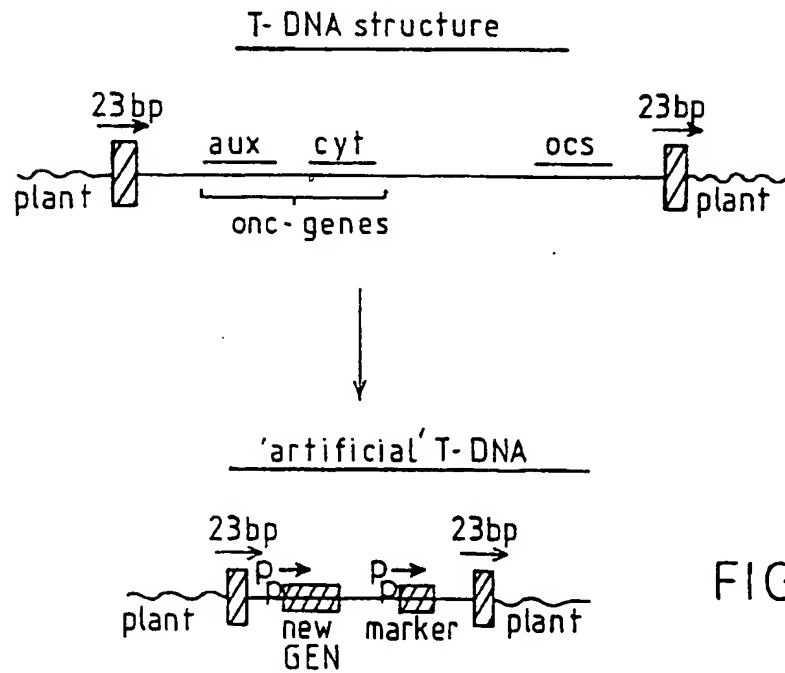 T-DNA structure
23bp 23bp
aux cyt ocs
plant plant
onc-genes
'artificial' T-DNA
23bp 23bp
P P
p p
FIG
plant new marker plant
GEN